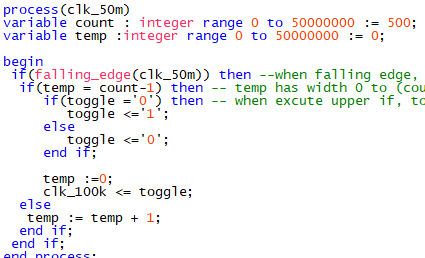 process(clk_50m)
variable count : integer range 0 to 50000000 := 500;
variable temp :integer range 0 to 50000000 := 0;
begin
if(falling_edge(clk_50m)) then --when falling edge,
if(temp = count-1) then -- temp has width 0 to (cou
if(toggle ='0') then -- when excute upper if, to
toggle <='1';
else
toggle <='0';
end if;
temp :=0;
clk_100k <= toggle;
else
temp := temp + 1;
end if;
end if;
end process;